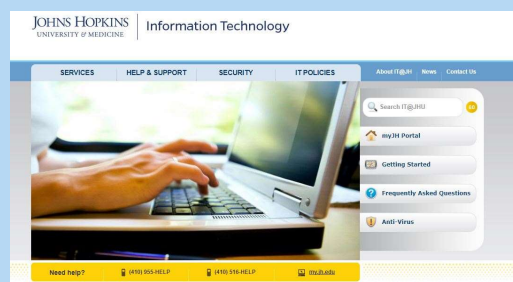 JOHNS HOPKINS
UNIVERSITY & MEDICINE
Information Technology
SERVICES
HELP & SUPPORT
SECURITY
IT POLICIES
About IT@JH
News
Contact Us
Search IT@JHU
myJH Portal
Getting Started
Frequently Asked Questions
Anti-Virus
Need help?
(410) 955-HELP
(410) 516-HELP
my.jh.edu